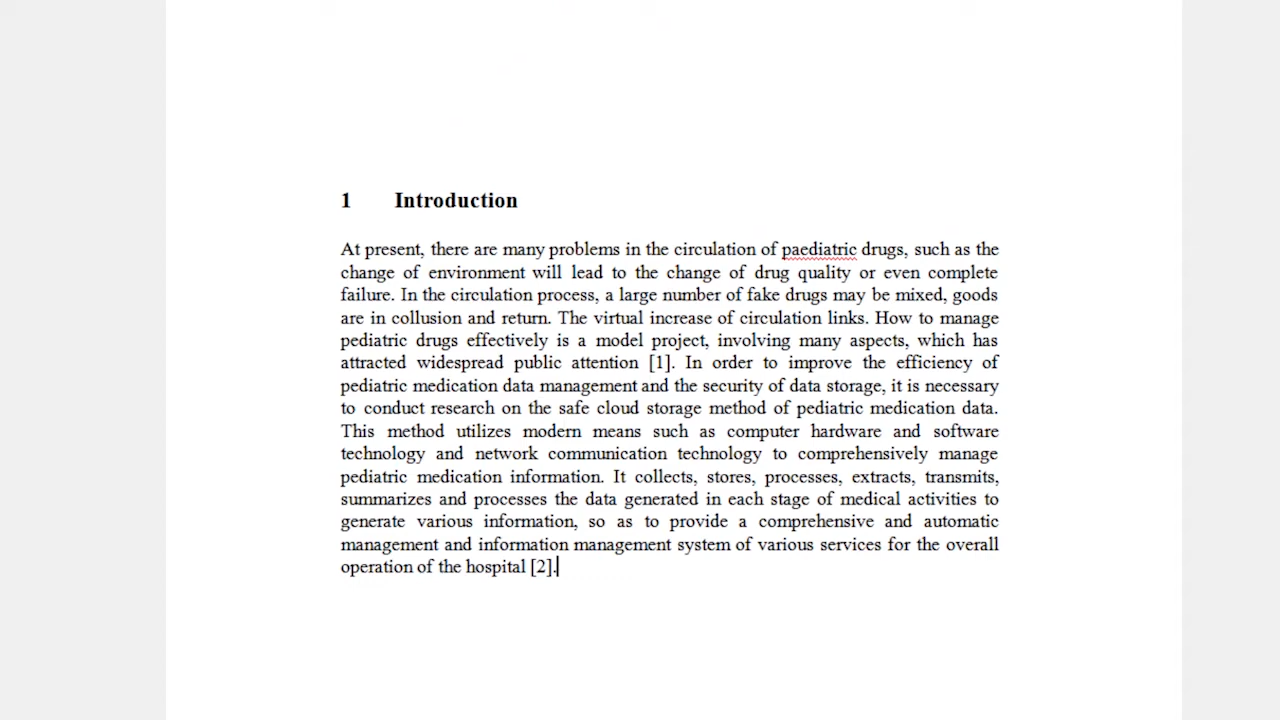 1 Introduction
At present, there are many problems in the circulation of paediatric drugs, such as the
change of environment will lead to the change of drug quality or even complete
failure. In the circulation process, a large number of fake drugs may be mixed, goods
are in collusion and return. The virtual increase of circulation links. How to manage
pediatric drugs effectively is a model project, involving many aspects, which has
attracted widespread public attention [1]. In order to improve the efficiency of
pediatric medication data management and the security of data storage, it is necessary
to conduct research on the safe cloud storage method of pediatric medication data.
This method utilizes modern means such as computer hardware and software
technology and network communication technology to comprehensively manage
pediatric medication information. It collects, stores, processes, extracts, transmits,
summarizes and processes the data generated in each stage of medical activities to
generate various information, so as to provide a comprehensive and automatic
management and information management system of various services for the overall
operation of the hospital [2].